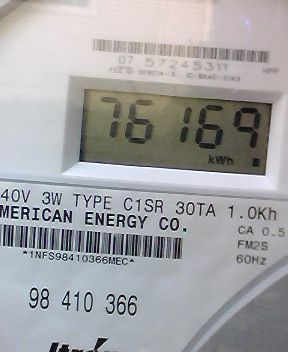 07 57245311
76169
kWh
40V 3W TYPE C1SR 30TA 1.0Kh
MERICAN ENERGY CO.
CA 0.5
FM2S
60Hz
*1NFS98410366MEC*
98 410 366
Itron